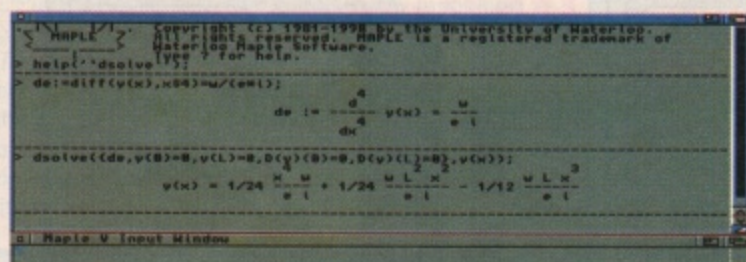 Copyright (c) 1981-1990 by the University of Waterloo.
MAPLE All rights reserved. MAPLE is a registered trademark of
Waterloo Maple Software.
Type ? for help.
> help(``dsolve``);
> de:=diff(y(x),x$4)=w/(e*i);
de := d^4/dx^4 y(x) = w/(e i)
> dsolve({de,y(0)=0,y(L)=0,D(y)(0)=0,D(y)(L)=0},y(x));
y(x) = 1/24 x^4 w/(e i) + 1/24 w L^2 x^2/(e i) - 1/12 w L x^3/(e i)
Maple V Input Window